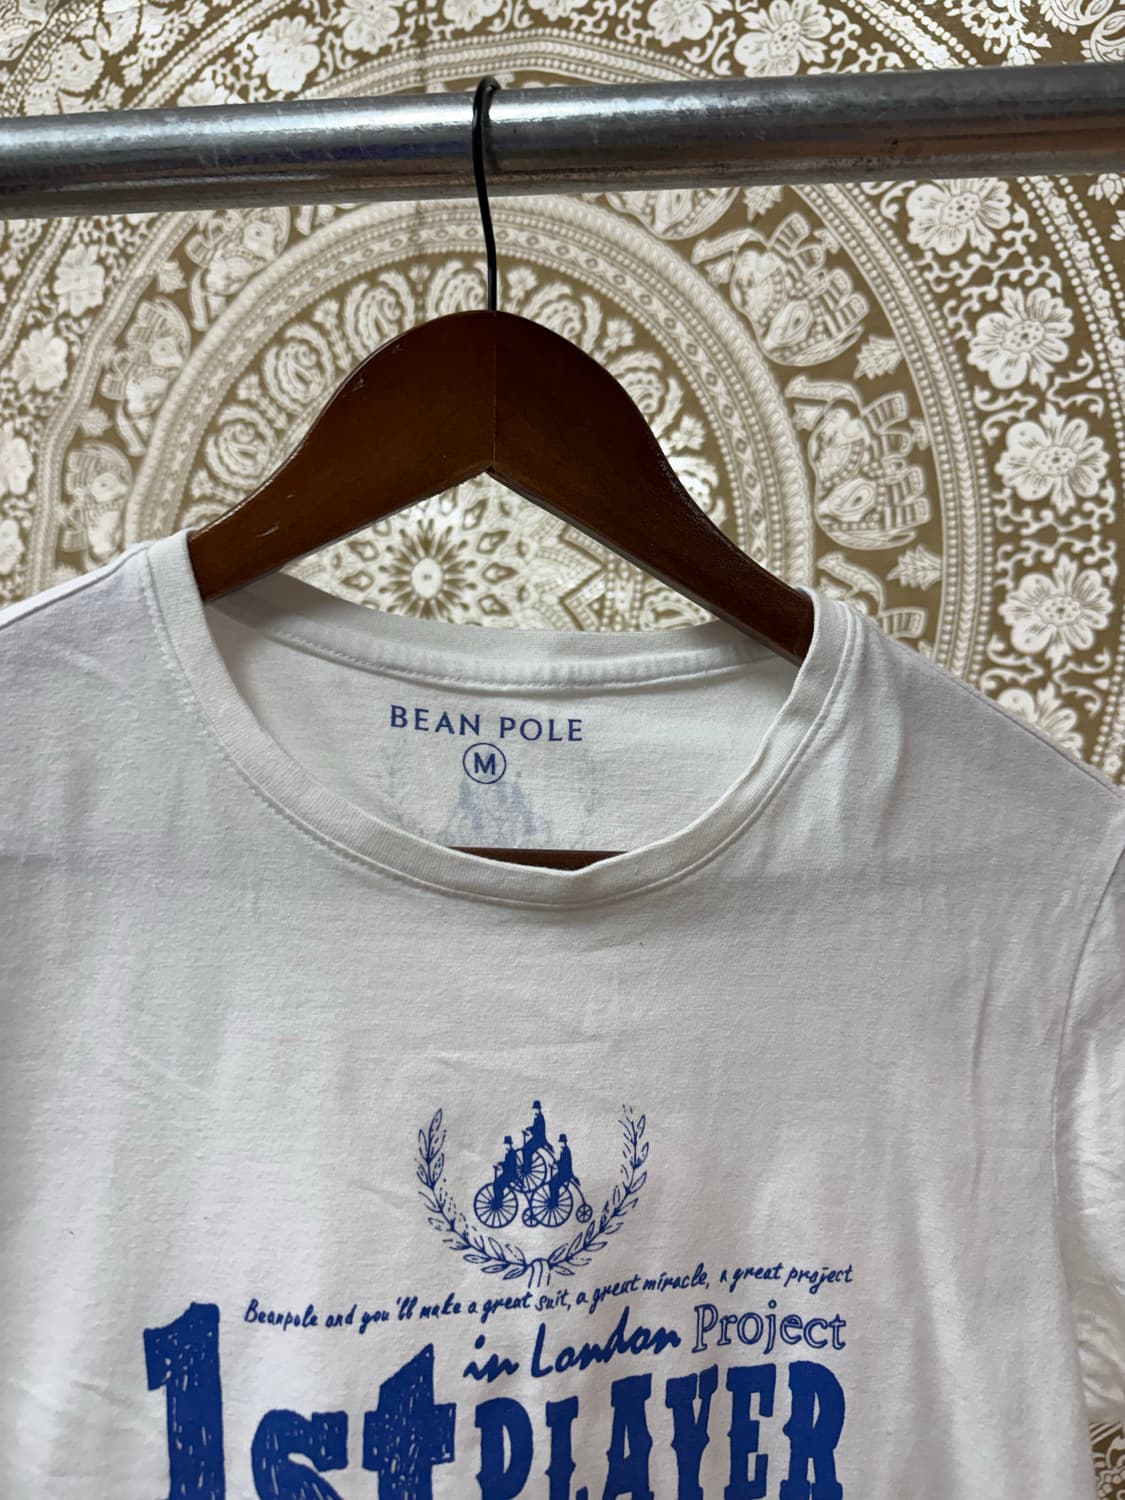 BEAN POLE
M
Beanpole and you'll make a great suit, a great miracle, a great project
in London Project
1st PLAYER